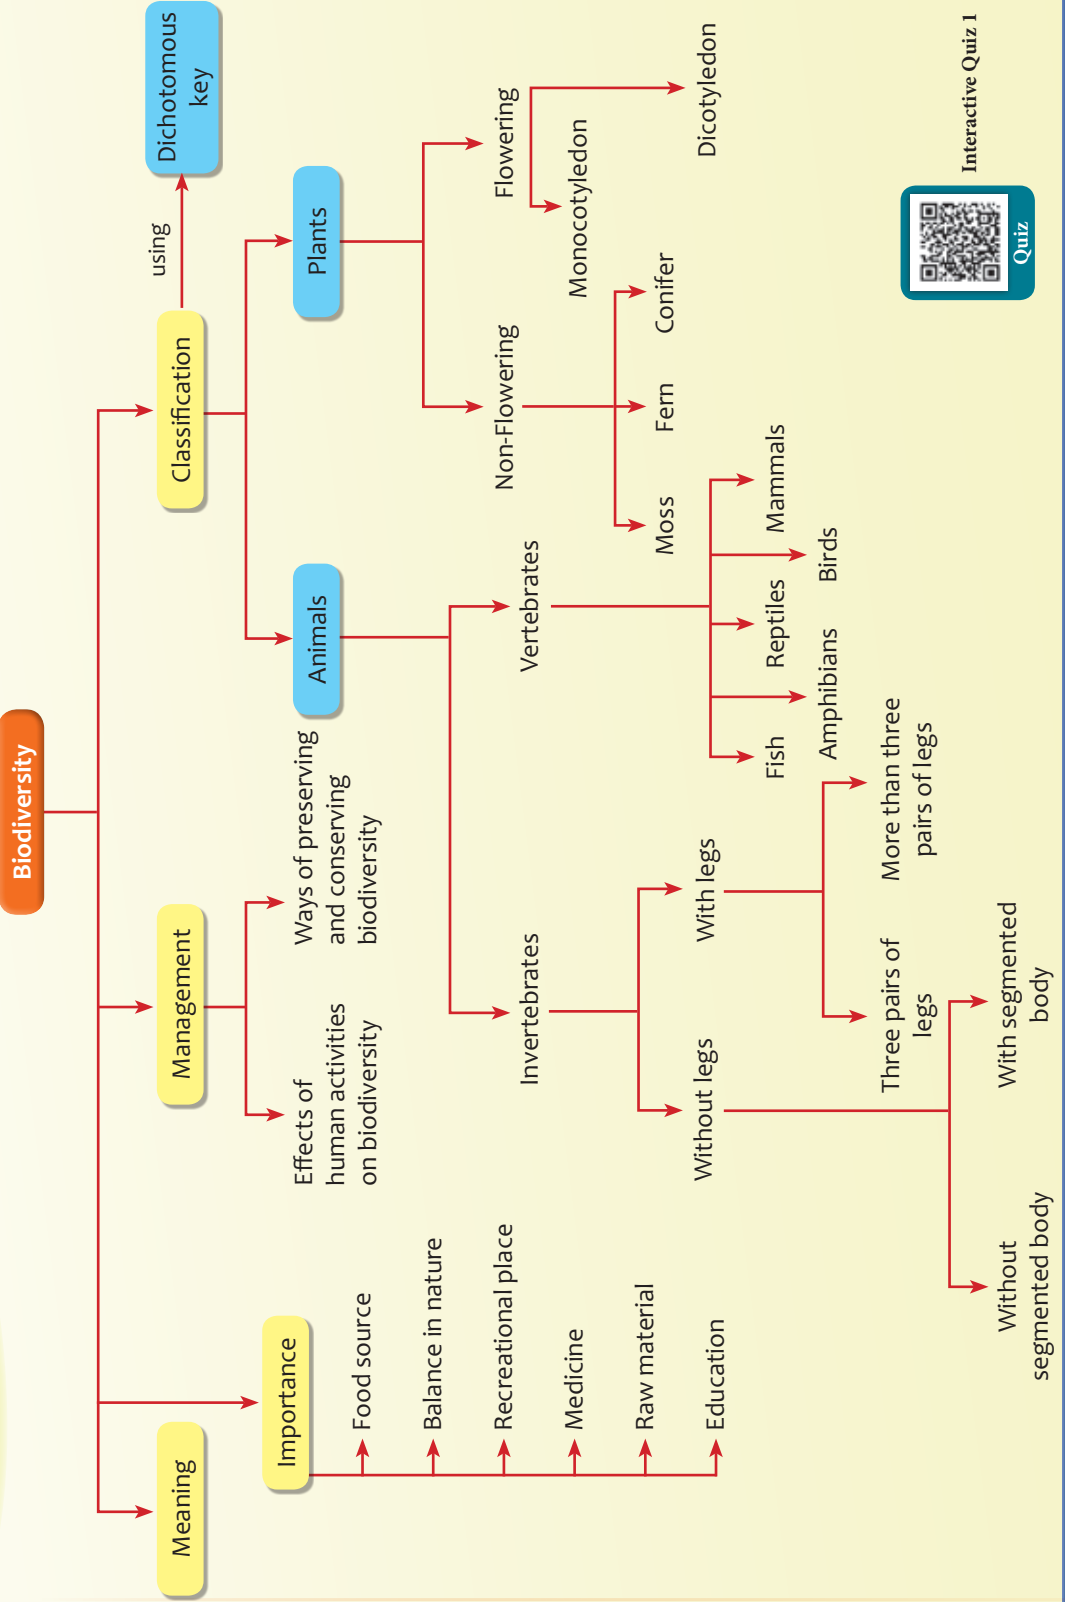 Biodiversity
Meaning
Importance
Food source
Balance in nature
Recreational place
Medicine
Raw material
Education
Management
Effects of
human activities
on biodiversity
Ways of preserving
and conserving
biodiversity
Classification
using
Dichotomous
key
Animals
Invertebrates
Without legs
Without
segmented body
With segmented
body
With legs
Three pairs of
legs
More than three
pairs of legs
Vertebrates
Fish
Amphibians
Reptiles
Birds
Mammals
Plants
Non-Flowering
Moss
Fern
Conifer
Flowering
Monocotyledon
Dicotyledon
Quiz
Interactive Quiz 1